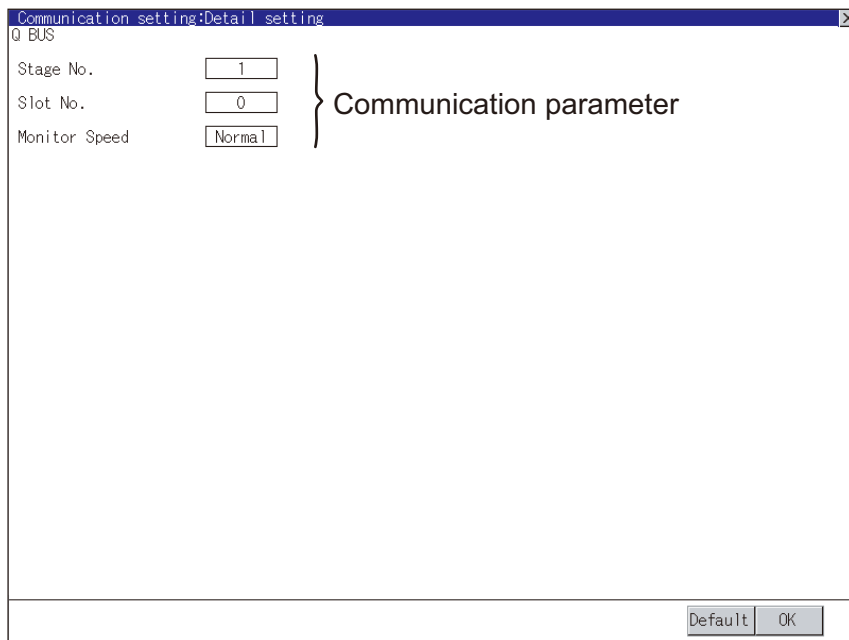 Communication setting:Detail setting
Q BUS
Stage No. 1
Slot No. 0
Communication parameter
Monitor Speed Normal
Default OK